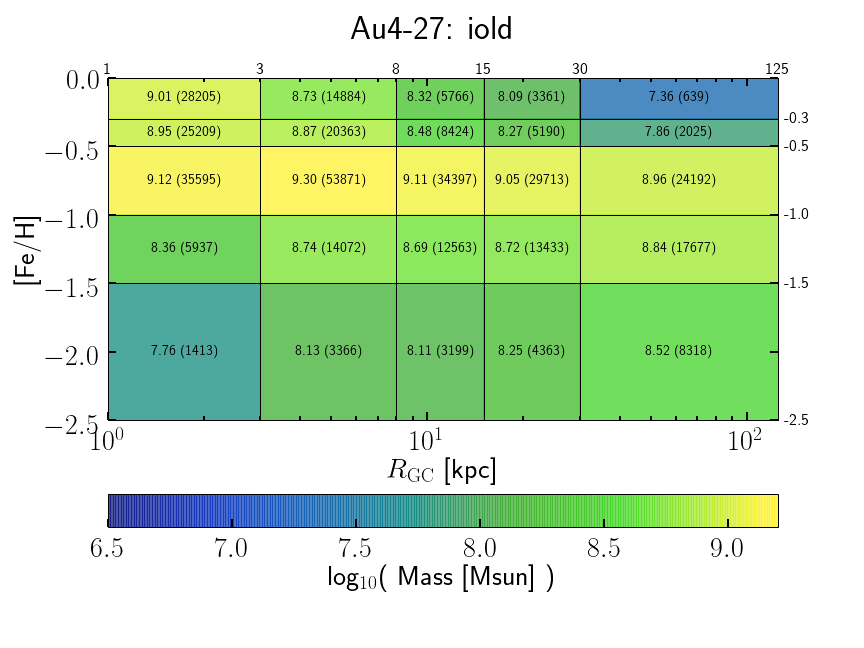 Au4-27: iold
1 3 8 15 30 125
0.0 9.01 (28205) 8.73 (14884) 8.32 (5766) 8.09 (3361) 7.36 (639)
-0.3
8.95 (25209) 8.87 (20363) 8.48 (8424) 8.27 (5190) 7.86 (2025)
−0.5 -0.5
9.12 (35595) 9.30 (53871) 9.11 (34397) 9.05 (29713) 8.96 (24192)
−1.0 -1.0
[Fe/H]
8.36 (5937) 8.74 (14072) 8.69 (12563) 8.72 (13433) 8.84 (17677)
−1.5 -1.5
7.76 (1413) 8.13 (3366) 8.11 (3199) 8.25 (4363) 8.52 (8318)
−2.0
−2.5 -2.5
10⁰ 10¹ 10²
R_GC [kpc]
6.5 7.0 7.5 8.0 8.5 9.0
log₁₀( Mass [Msun] )